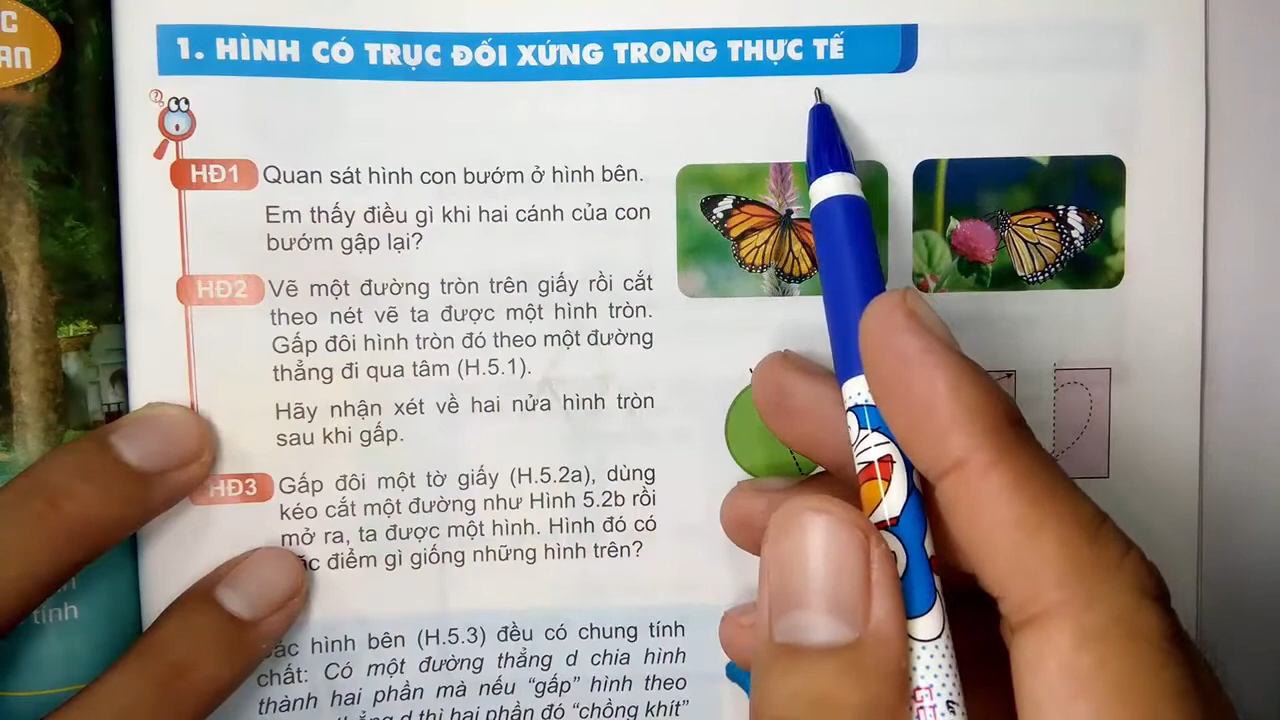 C
AN
1. HÌNH CÓ TRỤC ĐỐI XỨNG TRONG THỰC TẾ
HĐ1 Quan sát hình con bướm ở hình bên.
Em thấy điều gì khi hai cánh của con
bướm gập lại?
HĐ2 Vẽ một đường tròn trên giấy rồi cắt
theo nét vẽ ta được một hình tròn.
Gấp đôi hình tròn đó theo một đường
thẳng đi qua tâm (H.5.1).
Hãy nhận xét về hai nửa hình tròn
sau khi gấp.
HĐ3 Gấp đôi một tờ giấy (H.5.2a), dùng
kéo cắt một đường như Hình 5.2b rồi
mở ra, ta được một hình. Hình đó có
điểm gì giống những hình trên?
tính
hình bên (H.5.3) đều có chung tính
chất: Có một đường thẳng d chia hình
thành hai phần mà nếu “gấp” hình theo
d thì hai phần đó “chồng khít”